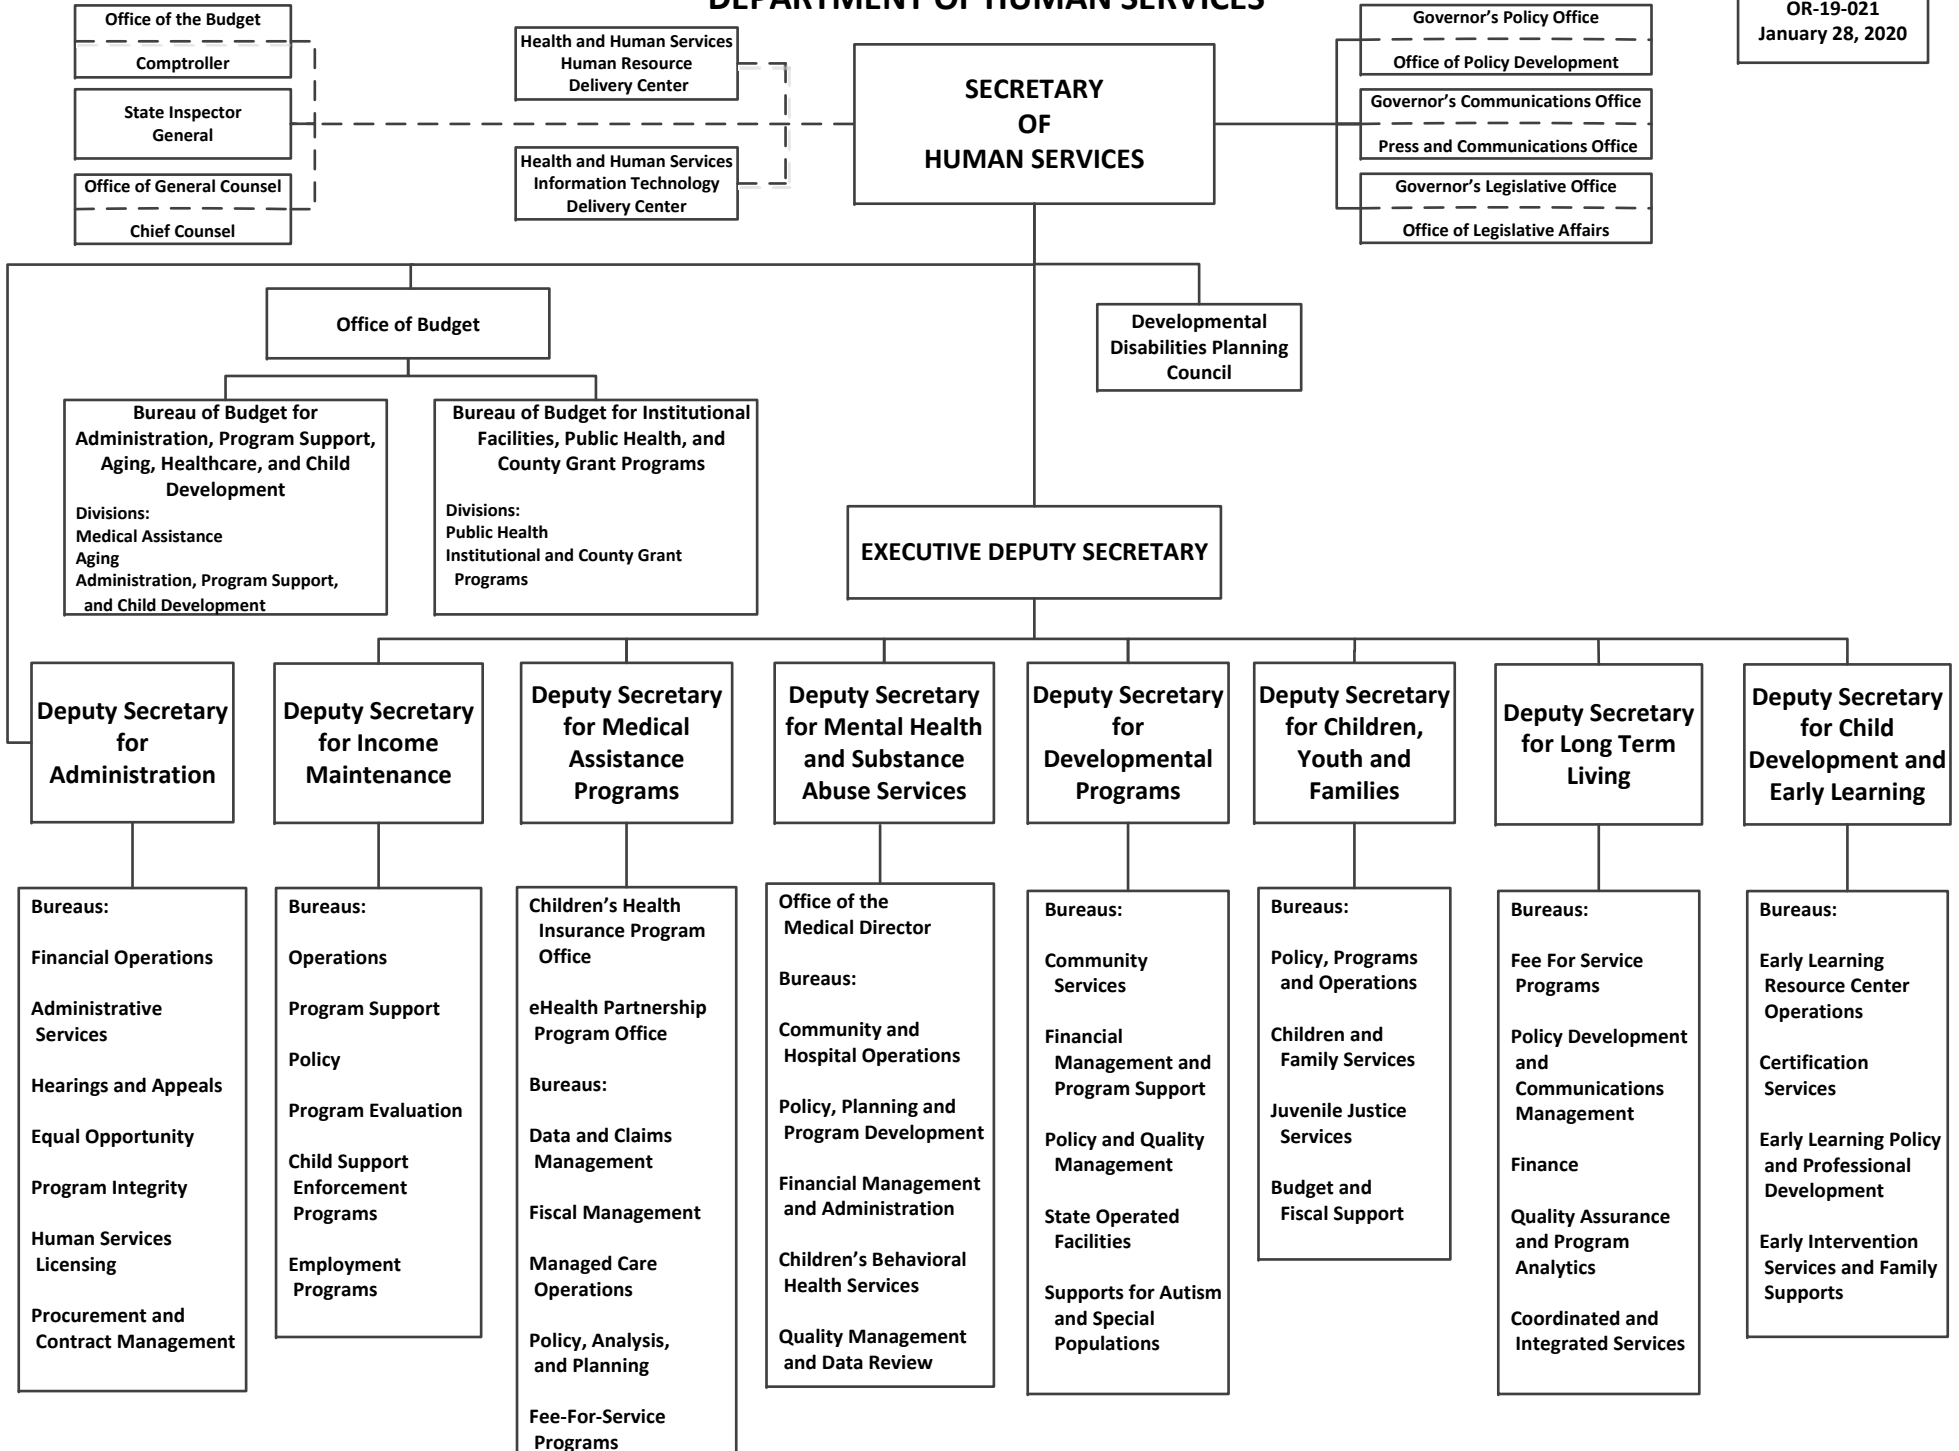 DEPARTMENT OF HUMAN SERVICES
OR-19-021
January 28, 2020
Office of the Budget
Comptroller
State Inspector
General
Office of General Counsel
Chief Counsel
Health and Human Services
Human Resource
Delivery Center
Health and Human Services
Information Technology
Delivery Center
SECRETARY
OF
HUMAN SERVICES
Governor's Policy Office
Office of Policy Development
Governor's Communications Office
Press and Communications Office
Governor's Legislative Office
Office of Legislative Affairs
Office of Budget
Developmental
Disabilities Planning
Council
Bureau of Budget for
Administration, Program Support,
Aging, Healthcare, and Child
Development
Divisions:
Medical Assistance
Aging
Administration, Program Support,
and Child Development
Bureau of Budget for Institutional
Facilities, Public Health, and
County Grant Programs
Divisions:
Public Health
Institutional and County Grant
Programs
EXECUTIVE DEPUTY SECRETARY
Deputy Secretary
for
Administration
Deputy Secretary
for Income
Maintenance
Deputy Secretary
for Medical
Assistance
Programs
Deputy Secretary
for Mental Health
and Substance
Abuse Services
Deputy Secretary
for
Developmental
Programs
Deputy Secretary
for Children,
Youth and
Families
Deputy Secretary
for Long Term
Living
Deputy Secretary
for Child
Development and
Early Learning
Bureaus:
Financial Operations
Administrative
Services
Hearings and Appeals
Equal Opportunity
Program Integrity
Human Services
Licensing
Procurement and
Contract Management
Bureaus:
Operations
Program Support
Policy
Program Evaluation
Child Support
Enforcement
Programs
Employment
Programs
Children's Health
Insurance Program
Office
eHealth Partnership
Program Office
Bureaus:
Data and Claims
Management
Fiscal Management
Managed Care
Operations
Policy, Analysis,
and Planning
Fee-For-Service
Programs
Office of the
Medical Director
Bureaus:
Community and
Hospital Operations
Policy, Planning and
Program Development
Financial Management
and Administration
Children's Behavioral
Health Services
Quality Management
and Data Review
Bureaus:
Community
Services
Financial
Management and
Program Support
Policy and Quality
Management
State Operated
Facilities
Supports for Autism
and Special
Populations
Bureaus:
Policy, Programs
and Operations
Children and
Family Services
Juvenile Justice
Services
Budget and
Fiscal Support
Bureaus:
Fee For Service
Programs
Policy Development
and
Communications
Management
Finance
Quality Assurance
and Program
Analytics
Coordinated and
Integrated Services
Bureaus:
Early Learning
Resource Center
Operations
Certification
Services
Early Learning Policy
and Professional
Development
Early Intervention
Services and Family
Supports